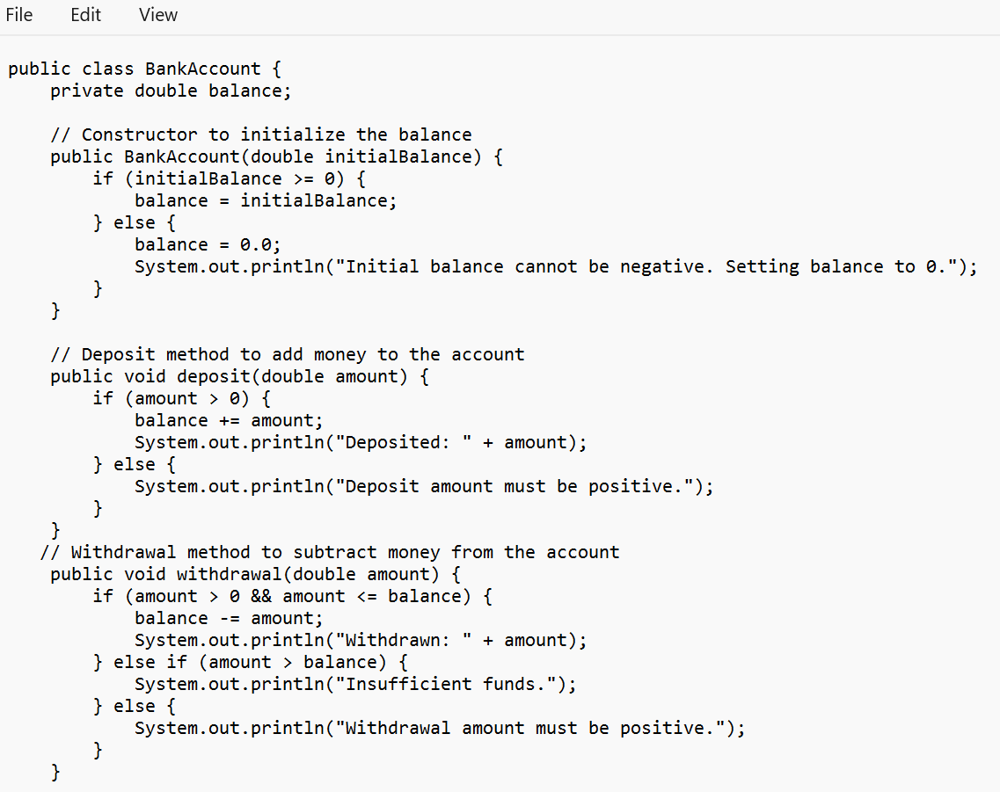 File Edit View
public class BankAccount {
    private double balance;

    // Constructor to initialize the balance
    public BankAccount(double initialBalance) {
        if (initialBalance >= 0) {
            balance = initialBalance;
        } else {
            balance = 0.0;
            System.out.println("Initial balance cannot be negative. Setting balance to 0.");
        }
    }

    // Deposit method to add money to the account
    public void deposit(double amount) {
        if (amount > 0) {
            balance += amount;
            System.out.println("Deposited: " + amount);
        } else {
            System.out.println("Deposit amount must be positive.");
        }
    }
   // Withdrawal method to subtract money from the account
    public void withdrawal(double amount) {
        if (amount > 0 && amount <= balance) {
            balance -= amount;
            System.out.println("Withdrawn: " + amount);
        } else if (amount > balance) {
            System.out.println("Insufficient funds.");
        } else {
            System.out.println("Withdrawal amount must be positive.");
        }
    }